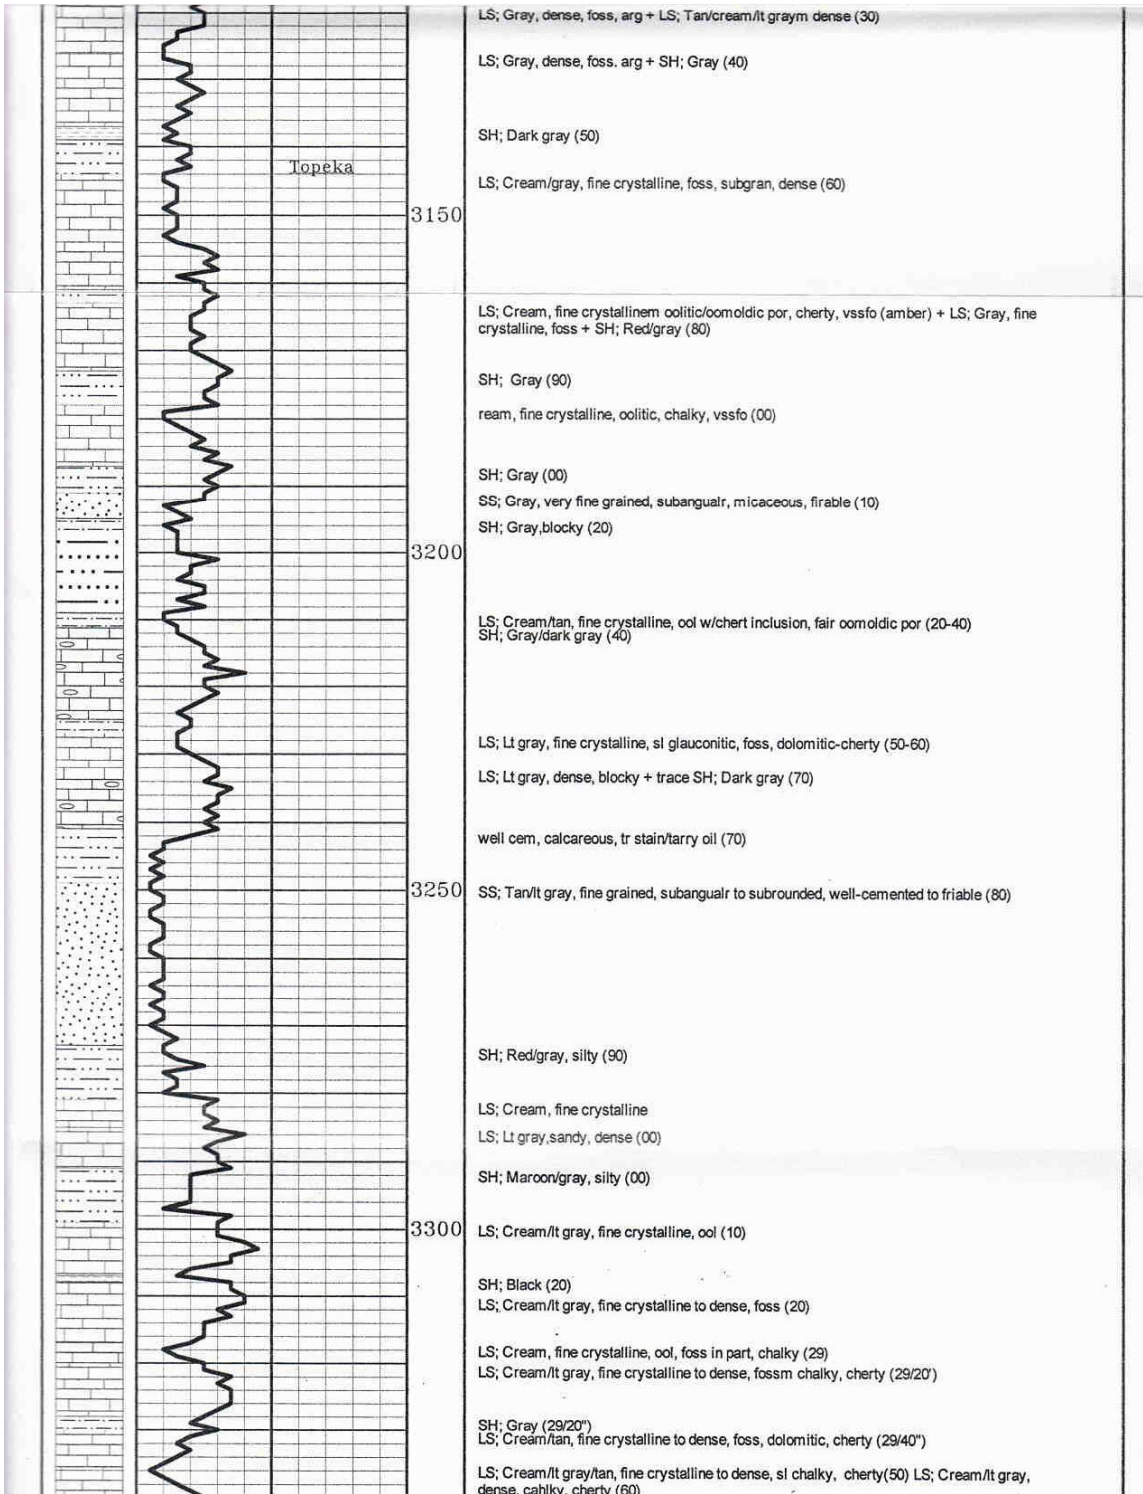 LS; Gray, dense, foss, arg + LS; Tan/cream/lt graym dense (30)
LS; Gray, dense, foss. arg + SH; Gray (40)
SH; Dark gray (50)
Topeka
LS; Cream/gray, fine crystalline, foss, subgran, dense (60)
3150
LS; Cream, fine crystallinem oolitic/oomoldic por, cherty, vssfo (amber) + LS; Gray, fine
crystalline, foss + SH; Red/gray (80)
SH; Gray (90)
ream, fine crystalline, oolitic, chalky, vssfo (00)
SH; Gray (00)
SS; Gray, very fine grained, subangualr, micaceous, firable (10)
SH; Gray,blocky (20)
3200
LS; Cream/tan, fine crystalline, ool w/chert inclusion, fair oomoldic por (20-40)
SH; Gray/dark gray (40)
LS; Lt gray, fine crystalline, sl glauconitic, foss, dolomitic-cherty (50-60)
LS; Lt gray, dense, blocky + trace SH; Dark gray (70)
well cem, calcareous, tr stain/tarry oil (70)
3250
SS; Tan/lt gray, fine grained, subangualr to subrounded, well-cemented to friable (80)
SH; Red/gray, silty (90)
LS; Cream, fine crystalline
LS; Lt gray,sandy, dense (00)
SH; Maroon/gray, silty (00)
3300
LS; Cream/lt gray, fine crystalline, ool (10)
SH; Black (20)
LS; Cream/lt gray, fine crystalline to dense, foss (20)
LS; Cream, fine crystalline, ool, foss in part, chalky (29)
LS; Cream/lt gray, fine crystalline to dense, fossm chalky, cherty (29/20')
SH; Gray (29/20")
LS; Cream/tan, fine crystalline to dense, foss, dolomitic, cherty (29/40")
LS; Cream/lt gray/tan, fine crystalline to dense, sl chalky, cherty(50) LS; Cream/lt gray,
dense, cahlky, cherty (60)